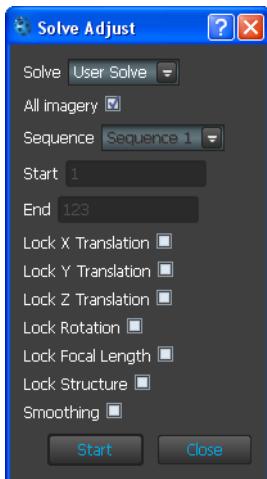 Solve Adjust
Solve User Solve
All imagery
Sequence Sequence 1
Start 1
End 123
Lock X Translation
Lock Y Translation
Lock Z Translation
Lock Rotation
Lock Focal Length
Lock Structure
Smoothing
Start Close